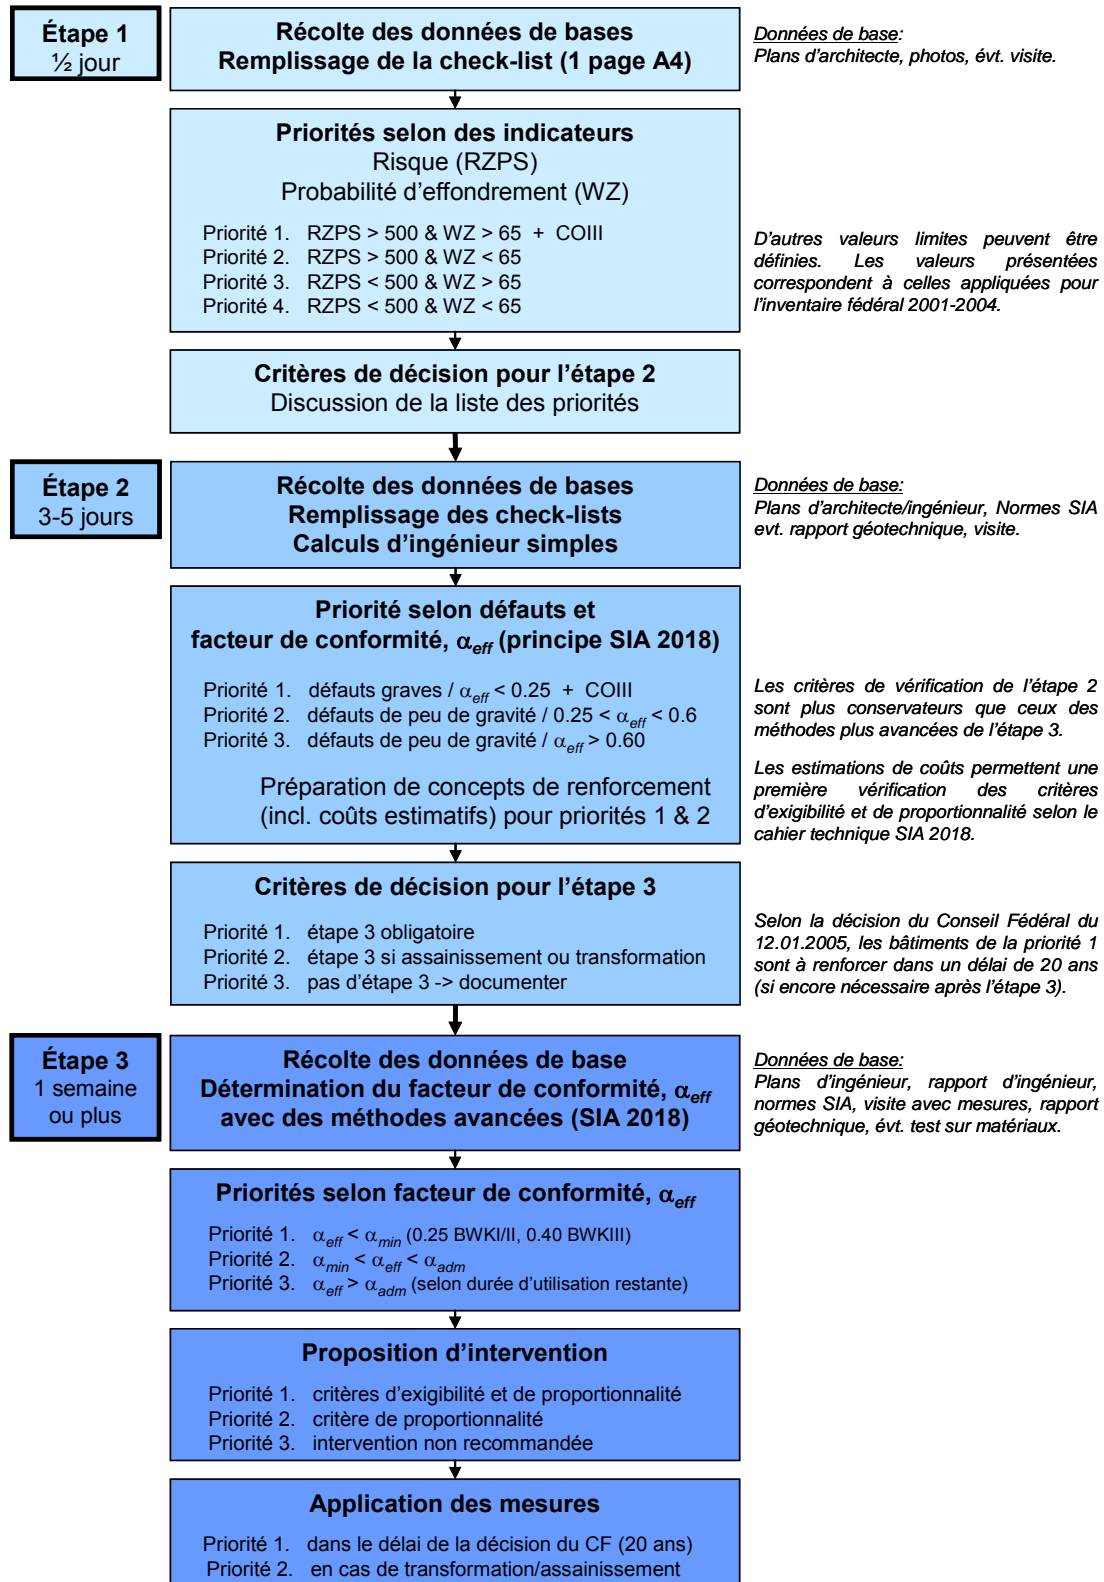 Étape 1
½ jour
Récolte des données de bases
Remplissage de la check-list (1 page A4)
Données de base:
Plans d'architecte, photos, évt. visite.
Priorités selon des indicateurs
Risque (RZPS)
Probabilité d'effondrement (WZ)
Priorité 1. RZPS > 500 & WZ > 65 + COIII
Priorité 2. RZPS > 500 & WZ < 65
Priorité 3. RZPS < 500 & WZ > 65
Priorité 4. RZPS < 500 & WZ < 65
D'autres valeurs limites peuvent être
définies. Les valeurs présentées
correspondent à celles appliquées pour
l'inventaire fédéral 2001-2004.
Critères de décision pour l'étape 2
Discussion de la liste des priorités
Étape 2
3-5 jours
Récolte des données de bases
Remplissage des check-lists
Calculs d'ingénieur simples
Données de base:
Plans d'architecte/ingénieur, Normes SIA
evt. rapport géotechnique, visite.
Priorité selon défauts et
facteur de conformité, αeff (principe SIA 2018)
Priorité 1. défauts graves / αeff < 0.25 + COIII
Priorité 2. défauts de peu de gravité / 0.25 < αeff < 0.6
Priorité 3. défauts de peu de gravité / αeff > 0.60
Préparation de concepts de renforcement
(incl. coûts estimatifs) pour priorités 1 & 2
Les critères de vérification de l'étape 2
sont plus conservateurs que ceux des
méthodes plus avancées de l'étape 3.
Les estimations de coûts permettent une
première vérification des critères
d'exigibilité et de proportionnalité selon le
cahier technique SIA 2018.
Critères de décision pour l'étape 3
Priorité 1. étape 3 obligatoire
Priorité 2. étape 3 si assainissement ou transformation
Priorité 3. pas d'étape 3 -> documenter
Selon la décision du Conseil Fédéral du
12.01.2005, les bâtiments de la priorité 1
sont à renforcer dans un délai de 20 ans
(si encore nécessaire après l'étape 3).
Étape 3
1 semaine
ou plus
Récolte des données de base
Détermination du facteur de conformité, αeff
avec des méthodes avancées (SIA 2018)
Données de base:
Plans d'ingénieur, rapport d'ingénieur,
normes SIA, visite avec mesures, rapport
géotechnique, évt. test sur matériaux.
Priorités selon facteur de conformité, αeff
Priorité 1. αeff < αmin (0.25 BWKI/II, 0.40 BWKIII)
Priorité 2. αmin < αeff < αadm
Priorité 3. αeff > αadm (selon durée d'utilisation restante)
Proposition d'intervention
Priorité 1. critères d'exigibilité et de proportionnalité
Priorité 2. critère de proportionnalité
Priorité 3. intervention non recommandée
Application des mesures
Priorité 1. dans le délai de la décision du CF (20 ans)
Priorité 2. en cas de transformation/assainissement